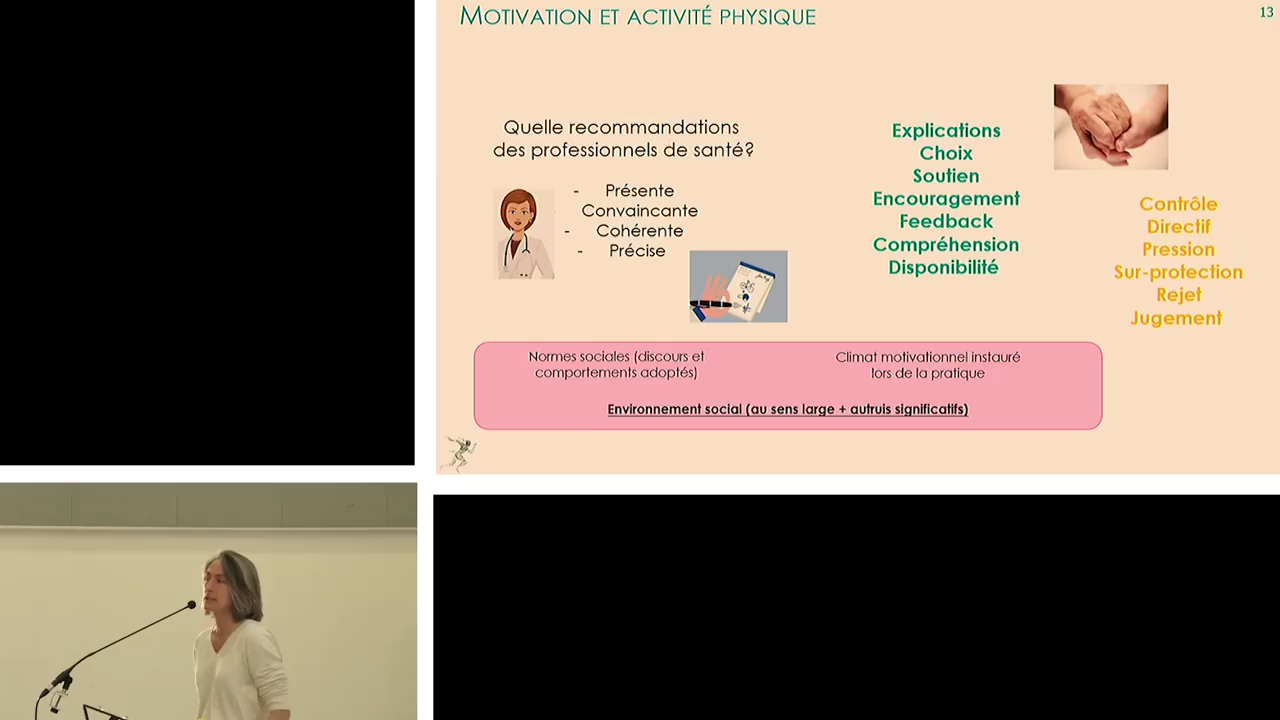 MOTIVATION ET ACTIVITÉ PHYSIQUE
13
Quelle recommandations
des professionnels de santé?
- Présente
Convaincante
- Cohérente
- Précise
Explications
Choix
Soutien
Encouragement
Feedback
Compréhension
Disponibilité
Contrôle
Directif
Pression
Sur-protection
Rejet
Jugement
Normes sociales (discours et
comportements adoptés)
Climat motivationnel instauré
lors de la pratique
Environnement social (au sens large + autruis significatifs)